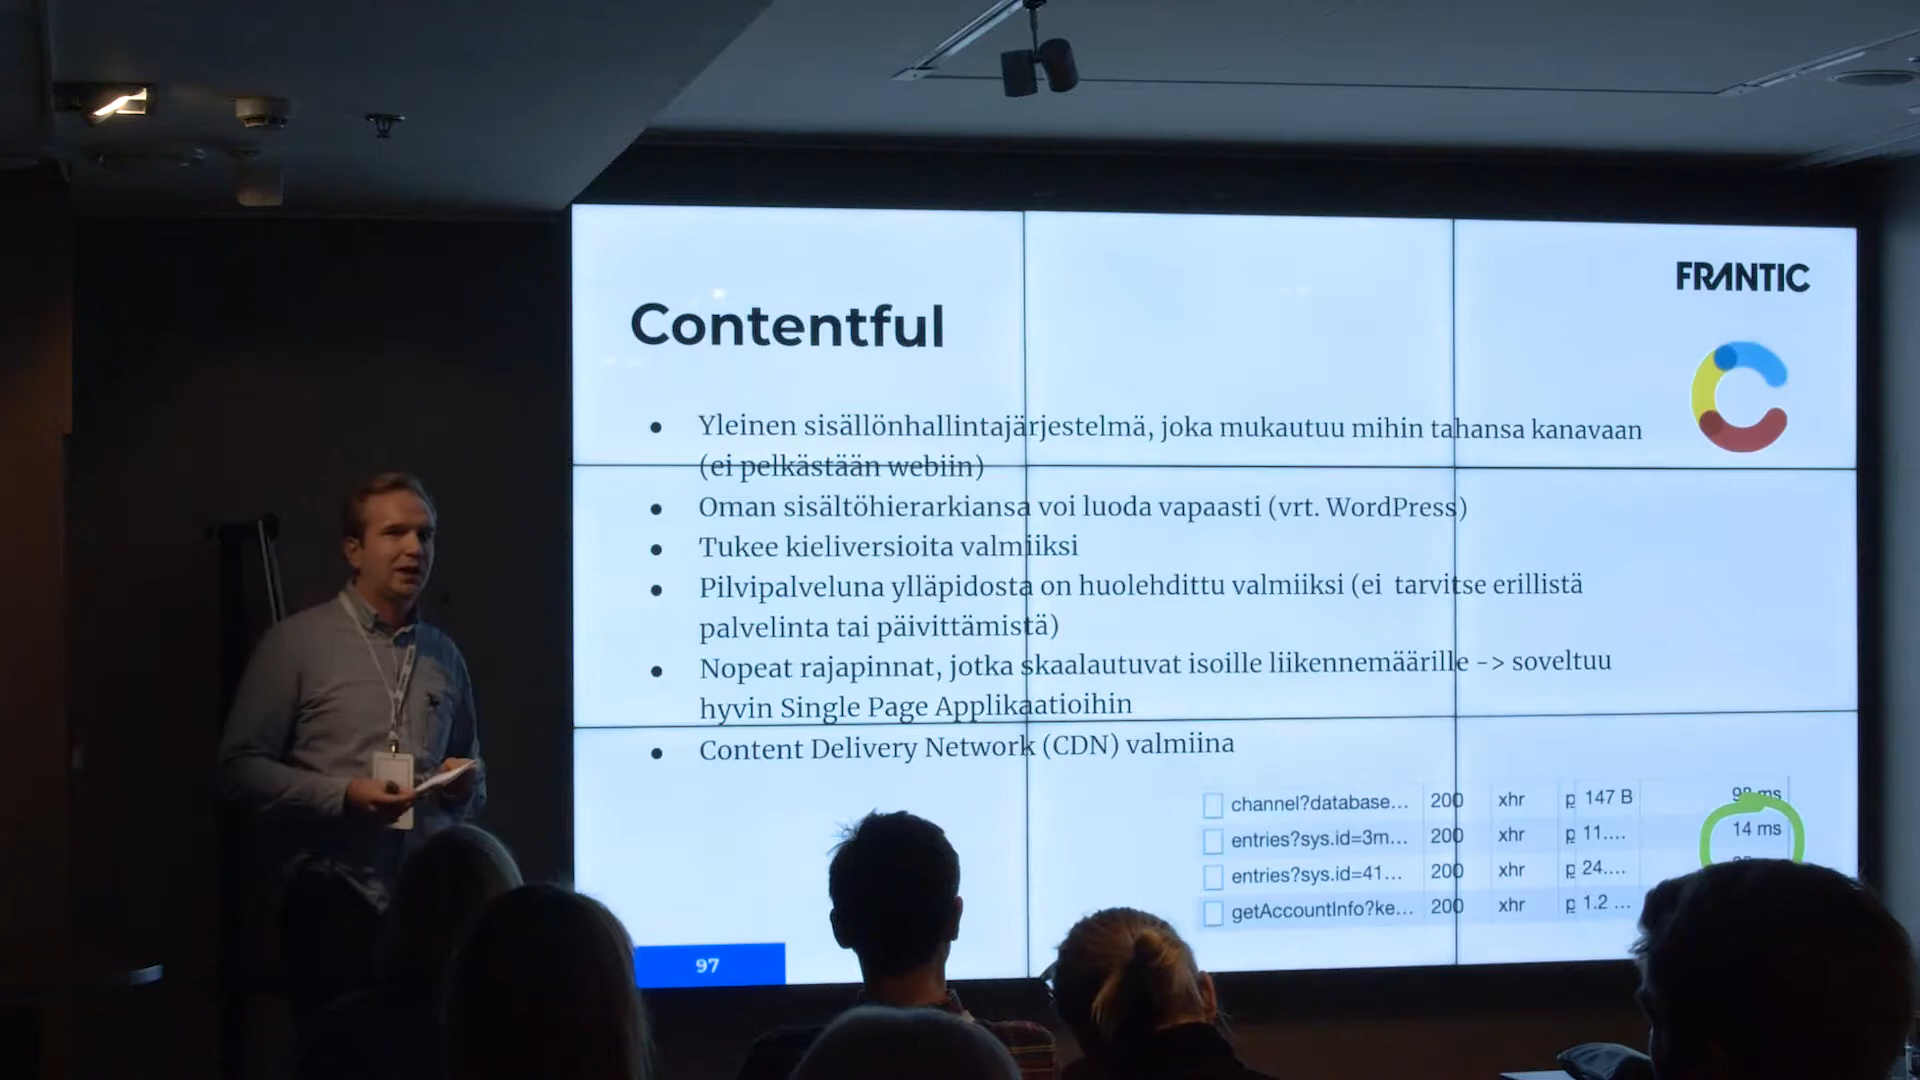 FRANTIC
Contentful
Yleinen sisällönhallintajärjestelmä, joka mukautuu mihin tahansa kanavaan
(ei pelkästään webiin)
Oman sisältöhierarkiansa voi luoda vapaasti (vrt. WordPress)
Tukee kieliversioita valmiiksi
Pilvipalveluna ylläpidosta on huolehdittu valmiiksi (ei tarvitse erillistä
palvelinta tai päivittämistä)
Nopeat rajapinnat, jotka skaalautuvat isoille liikennemäärille -> soveltuu
hyvin Single Page Applikaatioihin
Content Delivery Network (CDN) valmiina
channel?database... 200 xhr p 147 B ms
entries?sys.id=3m... 200 xhr p 11.... 14 ms
entries?sys.id=41... 200 xhr p 24....
getAccountInfo?ke... 200 xhr p 1.2 ...
97